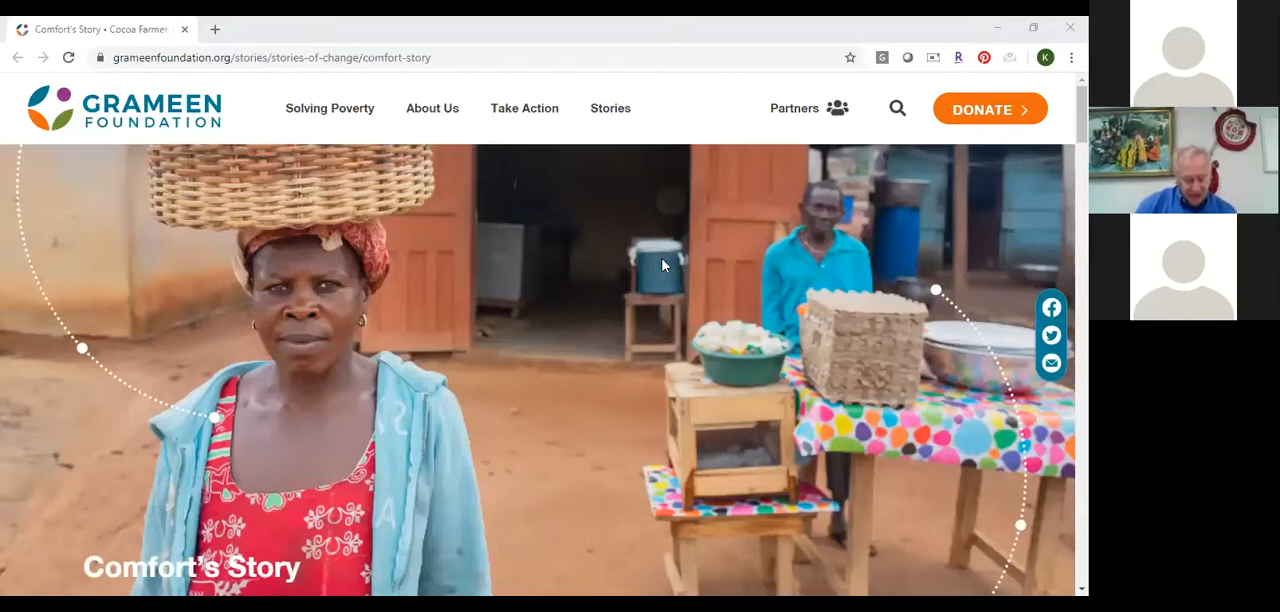 Comfort's Story • Cocoa Farmer
grameenfoundation.org/stories/stories-of-change/comfort-story
G
R
K
GRAMEEN
FOUNDATION
Solving Poverty
About Us
Take Action
Stories
Partners
DONATE
Comfort's Story